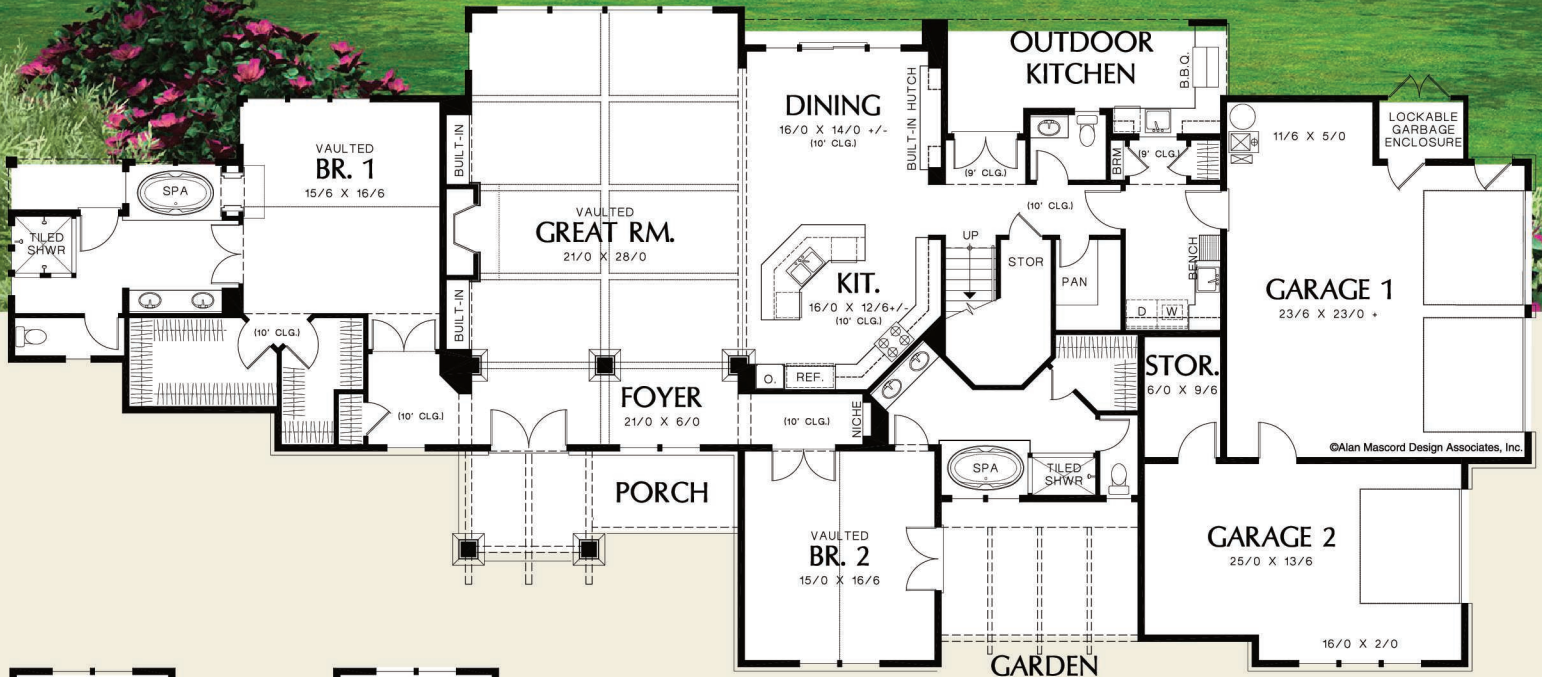 OUTDOOR
KITCHEN
B.B.Q.
DINING
16/0 X 14/0 +/-
(10' CLG.)
BUILT-IN HUTCH
LOCKABLE
GARBAGE
ENCLOSURE
11/6 X 5/0
VAULTED
BR. 1
15/6 X 16/6
BUILT-IN
SPA
(9' CLG.)
BRM
(9' CLG.)
TILED
SHWR
VAULTED
GREAT RM.
21/0 X 28/0
(10' CLG.)
UP
STOR
PAN
BENCH
KIT.
16/0 X 12/6+/-
(10' CLG.)
GARAGE 1
23/6 X 23/0 +
D
W
BUILT-IN
(10' CLG.)
O.
REF.
STOR.
6/0 X 9/6
FOYER
21/0 X 6/0
(10' CLG.)
(10' CLG.)
NICHE
©Alan Mascord Design Associates, Inc.
SPA
TILED
SHWR
PORCH
VAULTED
BR. 2
15/0 X 16/6
GARAGE 2
25/0 X 13/6
16/0 X 2/0
GARDEN